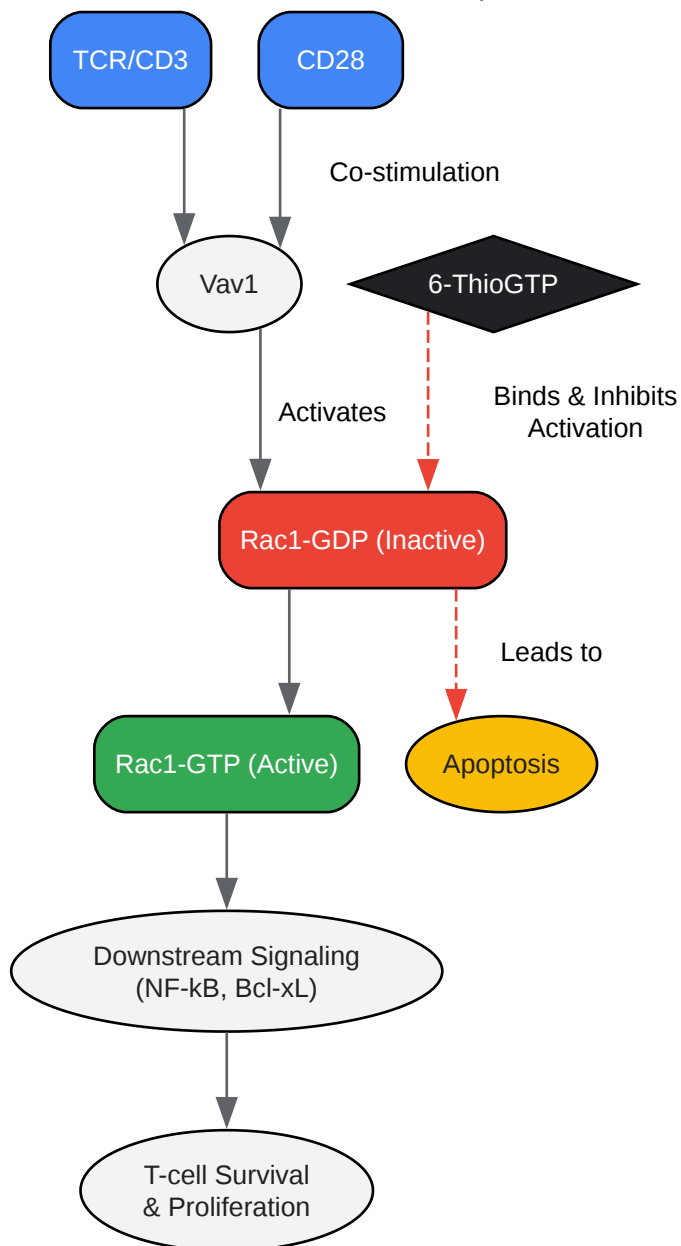 TCR/CD3
CD28
Co-stimulation
Vav1
6-ThioGTP
Activates
Binds & Inhibits
Activation
Rac1-GDP (Inactive)
Leads to
Rac1-GTP (Active)
Apoptosis
Downstream Signaling
(NF-kB, Bcl-xL)
T-cell Survival
& Proliferation